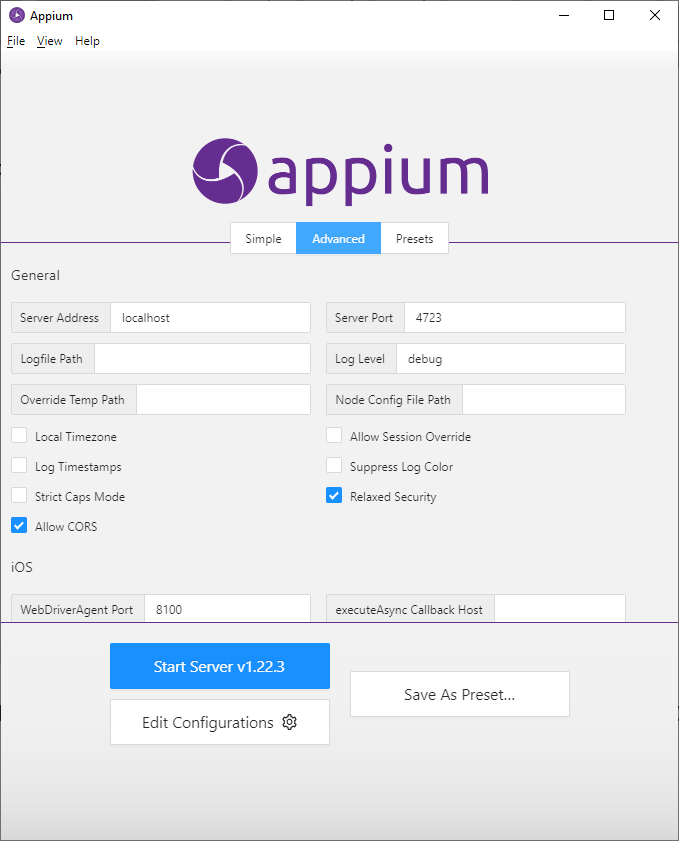 Appium
File View Help
appium
Simple Advanced Presets
General
Server Address localhost Server Port 4723
Logfile Path Log Level debug
Override Temp Path Node Config File Path
Local Timezone Allow Session Override
Log Timestamps Suppress Log Color
Strict Caps Mode Relaxed Security
Allow CORS
iOS
WebDriverAgent Port 8100 executeAsync Callback Host
Start Server v1.22.3
Save As Preset...
Edit Configurations